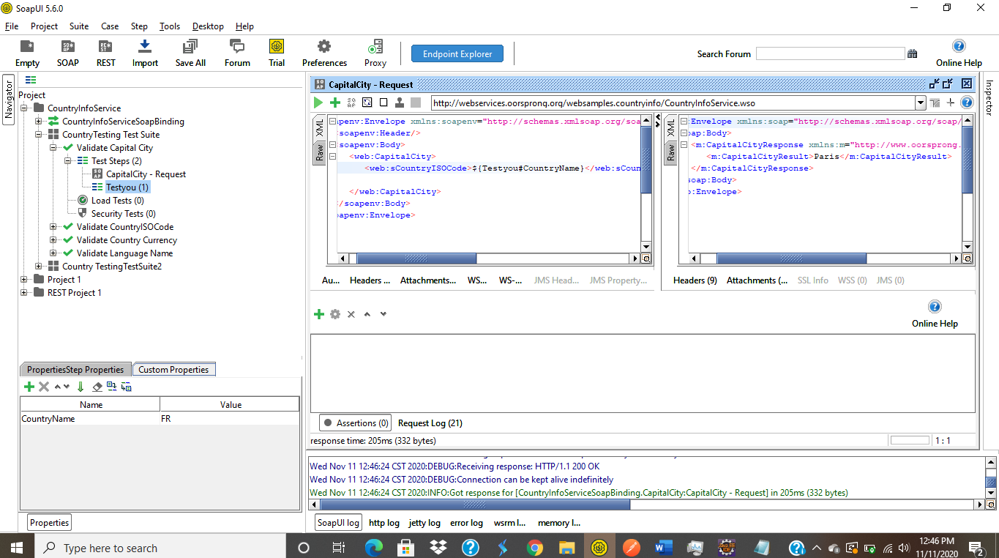 SoapUI 5.6.0
File Project Suite Case Step Tools Desktop Help
Empty SOAP REST Import Save All Forum Trial Preferences Proxy Endpoint Explorer Search Forum Online Help
Navigator
Inspector
Project
CountryInfoService
CountryInfoServiceSoapBinding
CountryTesting Test Suite
Validate Capital City
Test Steps (2)
CapitalCity - Request
Testyou (1)
Load Tests (0)
Security Tests (0)
Validate CountryISOCode
Validate Country Currency
Validate Language Name
Country TestingTestSuite2
Project 1
REST Project 1
PropertiesStep Properties Custom Properties
Name Value
CountryName FR
Properties
CapitalCity - Request
http://webservices.oorsprong.org/websamples.countryinfo/CountryInfoService.wso
XML
Raw
apenv:Envelope xmlns:soapenv="http://schemas.xmlsoap.org/soa
:soapenv:Header/>
:soapenv:Body>
<web:CapitalCity>
<web:sCountryISOCode>${Testyou#CountryName}</web:sCoun
</web:CapitalCity>
</soapenv:Body>
apenv:Envelope>
Au... Headers ... Attachments... WS... WS-... JMS Head... JMS Property...
XML
Raw
:Envelope xmlns:soap="http://schemas.xmlsoap.org/soap/
ap:Body>
<m:CapitalCityResponse xmlns:m="http://www.oorsprong.
<m:CapitalCityResult>Paris</m:CapitalCityResult>
</m:CapitalCityResponse>
soap:Body>
p:Envelope>
Headers (9) Attachments (... SSL Info WSS (0) JMS (0)
Online Help
Assertions (0) Request Log (21)
response time: 205ms (332 bytes) 1 : 1
Wed Nov 11 12:46:24 CST 2020:DEBUG:Receiving response: HTTP/1.1 200 OK
Wed Nov 11 12:46:24 CST 2020:DEBUG:Connection can be kept alive indefinitely
Wed Nov 11 12:46:24 CST 2020:INFO:Got response for [CountryInfoServiceSoapBinding.CapitalCity:CapitalCity - Request] in 205ms (332 bytes)
SoapUI log http log jetty log error log wsrm l... memory l...
Type here to search
12:46 PM
11/11/2020
2